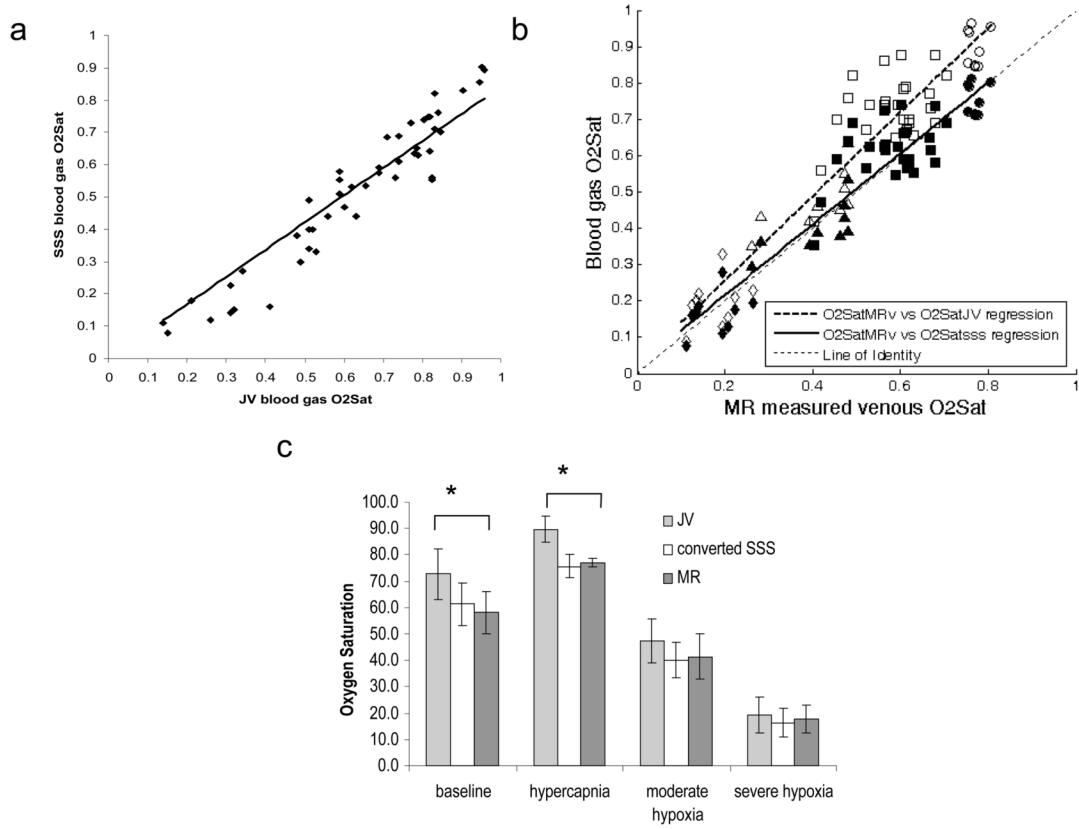 a
SSS blood gas O2Sat
1
0.9
0.8
0.7
0.6
0.5
0.4
0.3
0.2
0.1
0
0 0.1 0.2 0.3 0.4 0.5 0.6 0.7 0.8 0.9 1
JV blood gas O2Sat
b
Blood gas O2Sat
1
0.9
0.8
0.7
0.6
0.5
0.4
0.3
0.2
0.1
0
0 0.2 0.4 0.6 0.8 1
MR measured venous O2Sat
O2SatMRv vs O2SatJV regression
O2SatMRv vs O2Satsss regression
Line of Identity
c
Oxygen Saturation
100.0
90.0
80.0
70.0
60.0
50.0
40.0
30.0
20.0
10.0
0.0
* *
JV
converted SSS
MR
baseline hypercapnia moderate hypoxia severe hypoxia